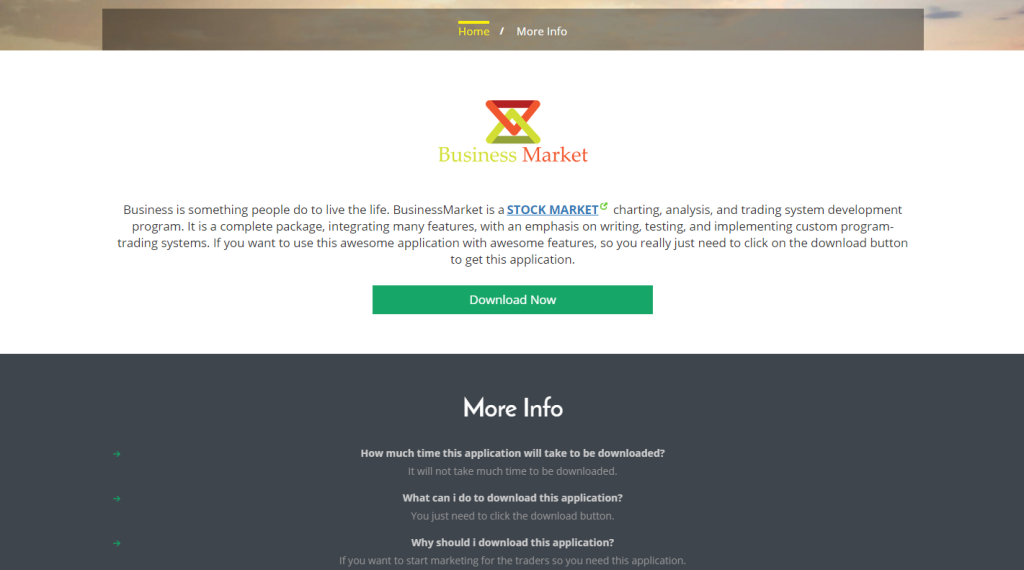 Home / More Info
Business Market
Business is something people do to live the life. BusinessMarket is a STOCK MARKET charting, analysis, and trading system development
program. It is a complete package, integrating many features, with an emphasis on writing, testing, and implementing custom program-
trading systems. If you want to use this awesome application with awesome features, so you really just need to click on the download button
to get this application.
Download Now
More Info
How much time this application will take to be downloaded?
It will not take much time to be downloaded.
What can i do to download this application?
You just need to click the download button.
Why should i download this application?
If you want to start marketing for the traders so you need this application.